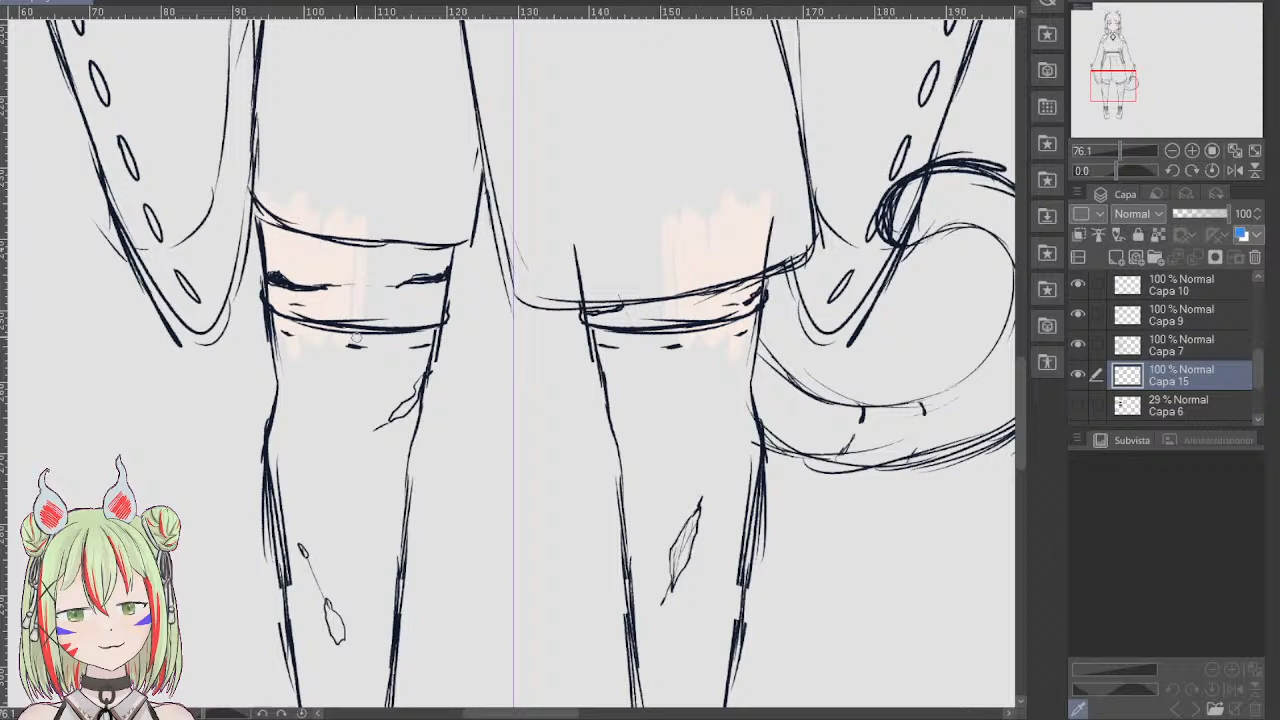 60 70 80 90 100 110 120 130 140 150 160 170 180 190
76.1
0.0
Capa
Normal 100
100 % Normal
Capa 10
100 % Normal
Capa 9
100 % Normal
Capa 7
100 % Normal
Capa 15
29 % Normal
Capa 6
Subvista